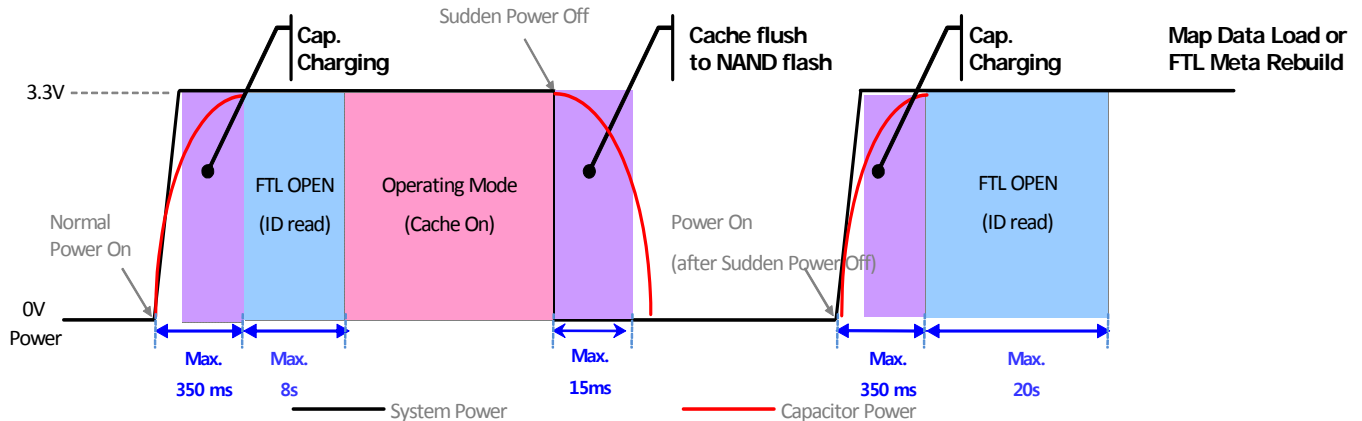 Sudden Power Off
Cap.
Charging
Cache flush
to NAND flash
Cap.
Charging
Map Data Load or
FTL Meta Rebuild
3.3V
FTL OPEN
(ID read)
Operating Mode
(Cache On)
FTL OPEN
(ID read)
Normal
Power On
Power On
(after Sudden Power Off)
0V
Power
Max.
350 ms
Max.
8s
Max.
15ms
Max.
350 ms
Max.
20s
System Power
Capacitor Power